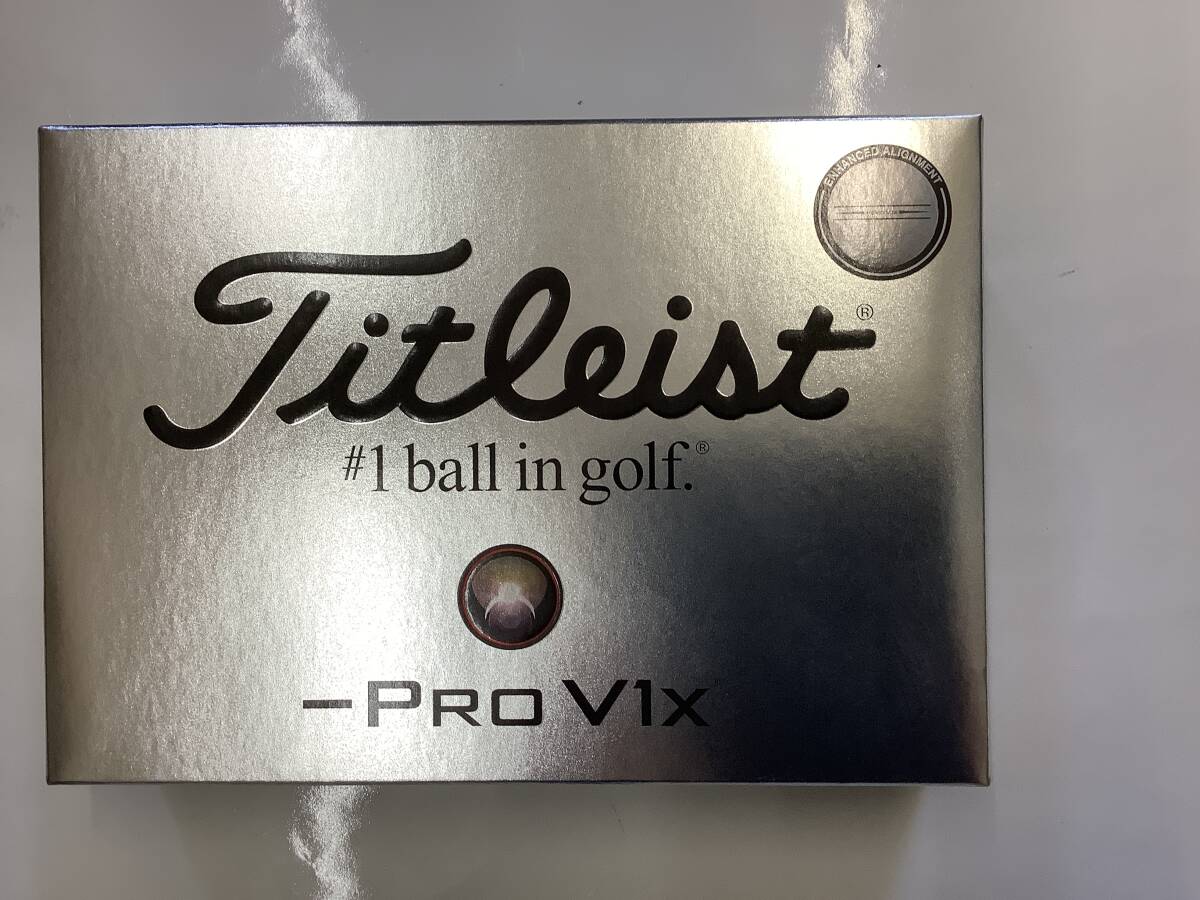 ENHANCED ALIGNMENT
Titleist®
#1 ball in golf.®
–PRO V1x